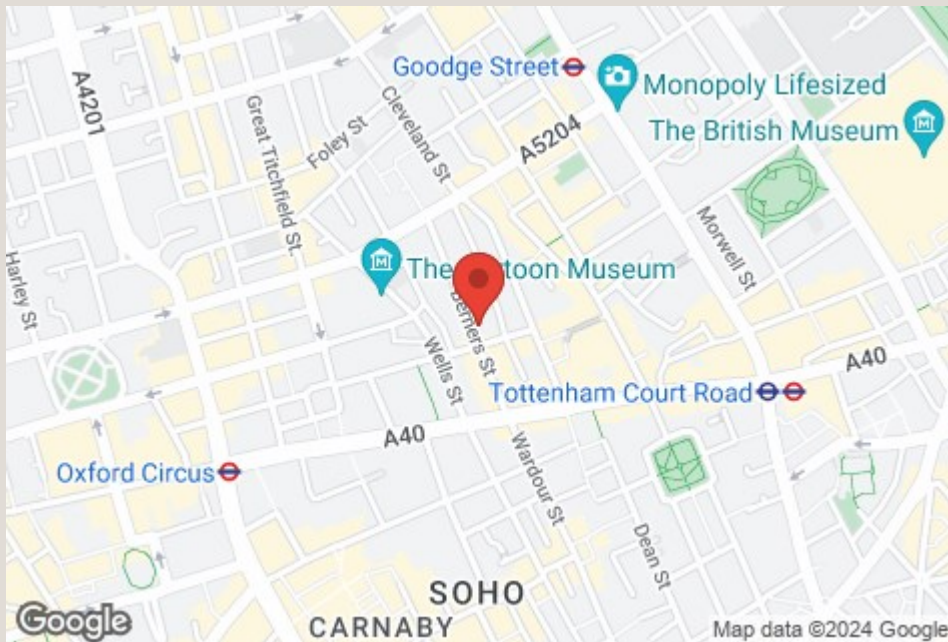 Goodge Street
Monopoly Lifesized
The British Museum
A4201
Great Titchfield St.
Foley St
Cleveland St
A5204
Morwell St
Harley St
The toon Museum
Berners St
Wells St
A40
Tottenham Court Road
A40
Oxford Circus
Wardour St
Dean St
SOHO
CARNABY
Google
Map data ©2024 Google